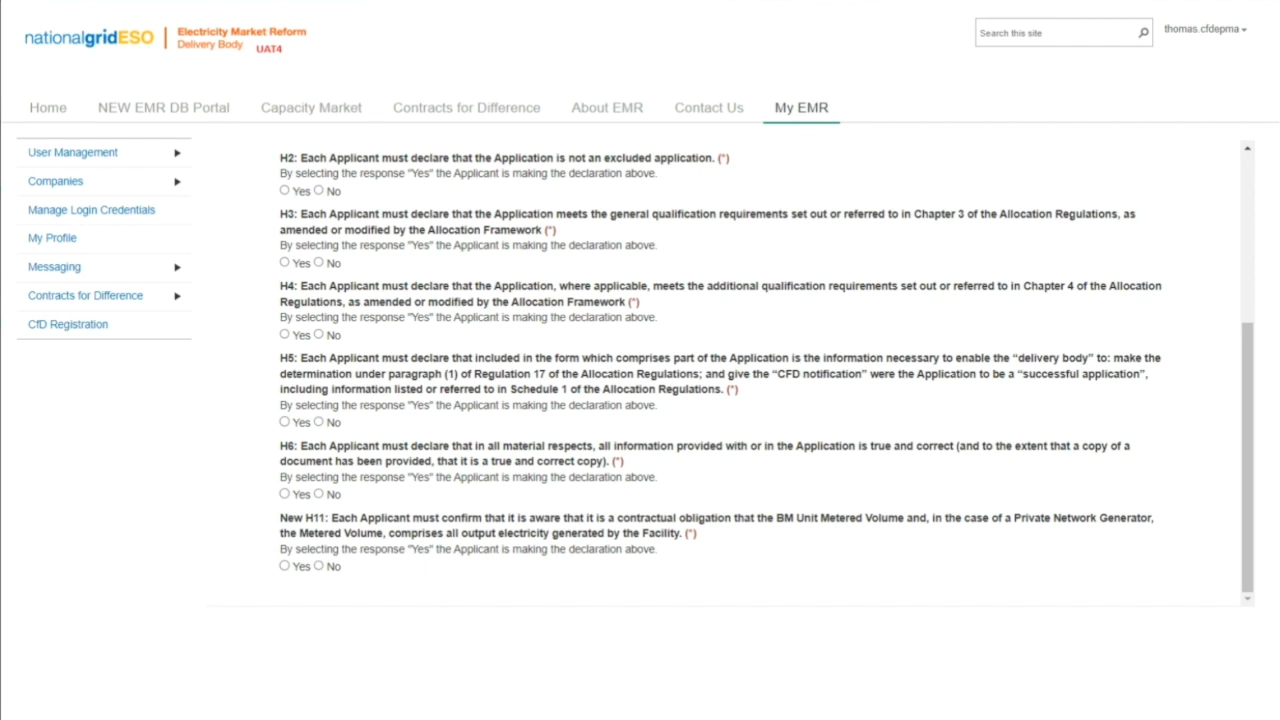 nationalgridESO
Electricity Market Reform
Delivery Body
UAT4
Search this site
thomas.cfdepma
Home NEW EMR DB Portal Capacity Market Contracts for Difference About EMR Contact Us My EMR
User Management
Companies
Manage Login Credentials
My Profile
Messaging
Contracts for Difference
CfD Registration
H2: Each Applicant must declare that the Application is not an excluded application. (*)
By selecting the response "Yes" the Applicant is making the declaration above.
Yes No
H3: Each Applicant must declare that the Application meets the general qualification requirements set out or referred to in Chapter 3 of the Allocation Regulations, as
amended or modified by the Allocation Framework (*)
By selecting the response "Yes" the Applicant is making the declaration above.
Yes No
H4: Each Applicant must declare that the Application, where applicable, meets the additional qualification requirements set out or referred to in Chapter 4 of the Allocation
Regulations, as amended or modified by the Allocation Framework (*)
By selecting the response "Yes" the Applicant is making the declaration above.
Yes No
H5: Each Applicant must declare that included in the form which comprises part of the Application is the information necessary to enable the “delivery body” to: make the
determination under paragraph (1) of Regulation 17 of the Allocation Regulations; and give the “CFD notification” were the Application to be a “successful application”,
including information listed or referred to in Schedule 1 of the Allocation Regulations. (*)
By selecting the response "Yes" the Applicant is making the declaration above.
Yes No
H6: Each Applicant must declare that in all material respects, all information provided with or in the Application is true and correct (and to the extent that a copy of a
document has been provided, that it is a true and correct copy). (*)
By selecting the response "Yes" the Applicant is making the declaration above.
Yes No
New H11: Each Applicant must confirm that it is aware that it is a contractual obligation that the BM Unit Metered Volume and, in the case of a Private Network Generator,
the Metered Volume, comprises all output electricity generated by the Facility. (*)
By selecting the response "Yes" the Applicant is making the declaration above.
Yes No